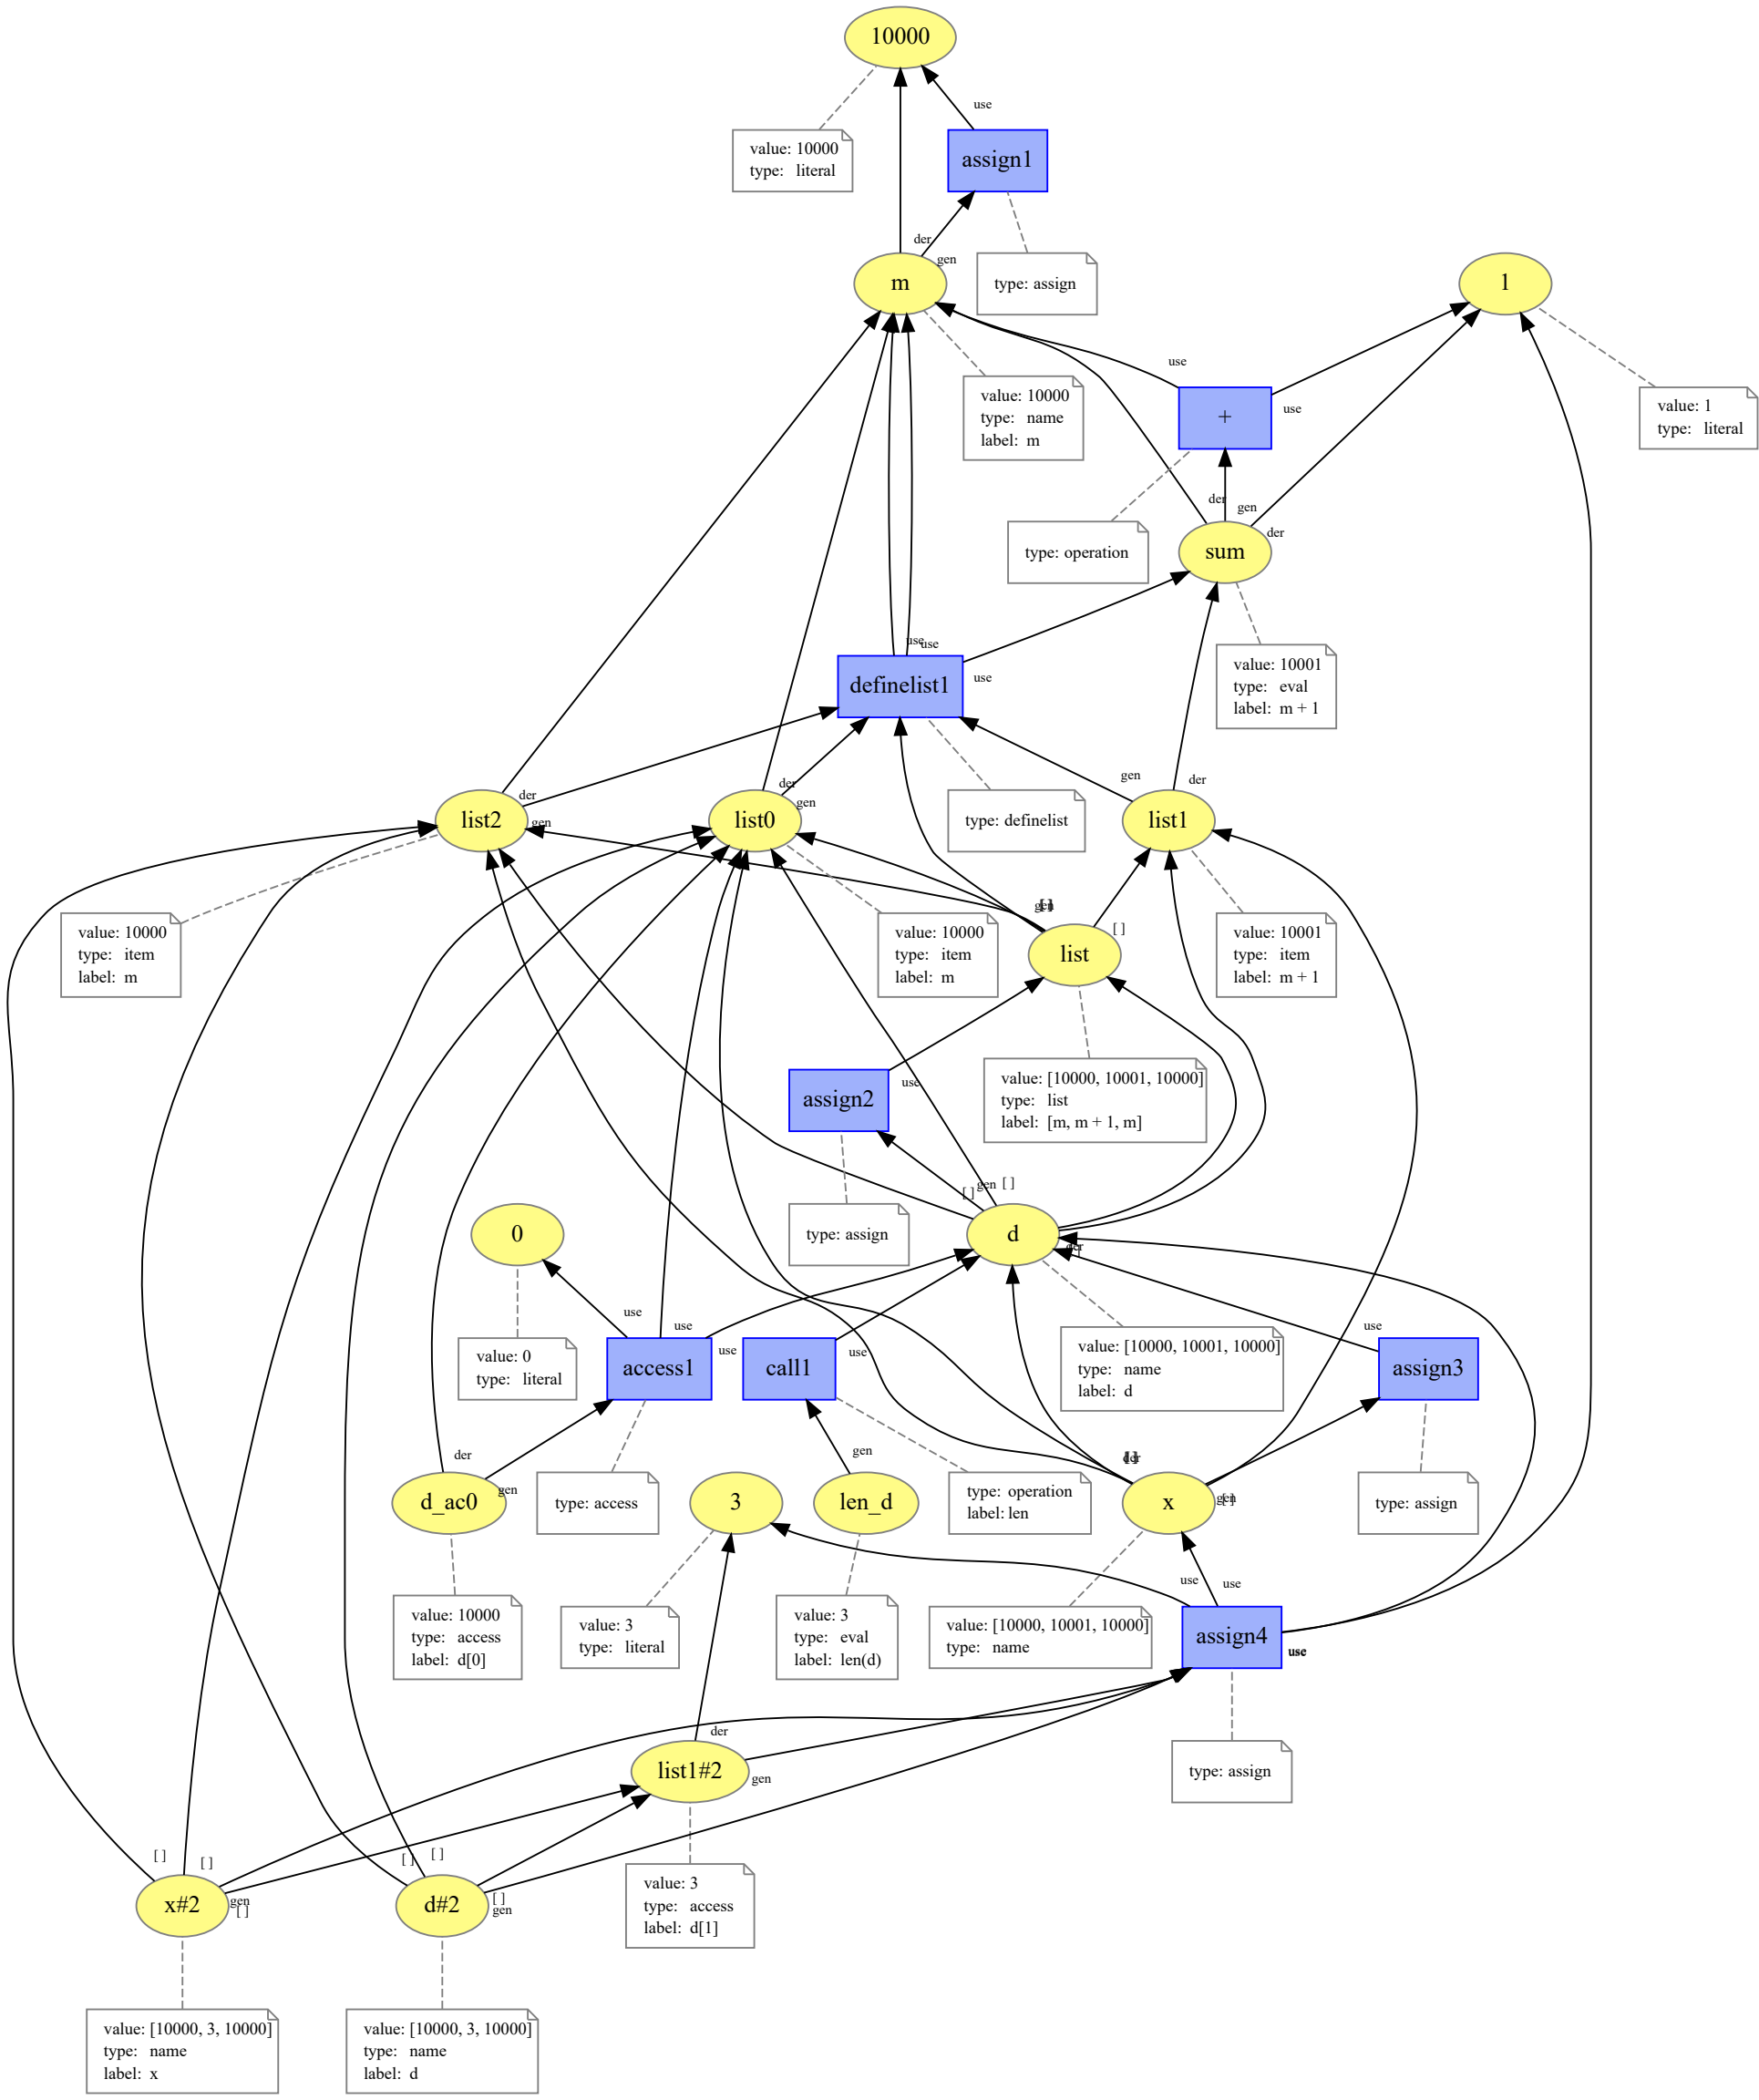 10000
value: 10000
type: literal
use
assign1
der
gen
type: assign
m
1
value: 10000
type: name
label: m
use
+
use
value: 1
type: literal
der
gen
der
type: operation
sum
use
use
definelist1
use
value: 10001
type: eval
label: m + 1
der
gen
list2
der
gen
list0
type: definelist
gen
der
list1
value: 10000
type: item
label: m
value: 10000
type: item
label: m
gen
[ ]
list
[ ]
value: 10001
type: item
label: m + 1
assign2
use
value: [10000, 10001, 10000]
type: list
label: [m, m + 1, m]
type: assign
[ ]
gen
[ ]
0
d
der
[ ]
value: 0
type: literal
use
access1
use
use
call1
use
value: [10000, 10001, 10000]
type: name
label: d
use
assign3
der
gen
d_ac0
type: access
3
gen
len_d
type: operation
label: len
der
[ ]
x
gen
[ ]
type: assign
value: 10000
type: access
label: d[0]
value: 3
type: literal
value: 3
type: eval
label: len(d)
value: [10000, 10001, 10000]
type: name
use
use
assign4
use
der
list1#2
gen
type: assign
[ ]
[ ]
x#2
gen
[ ]
[ ]
[ ]
d#2
[ ]
gen
value: 3
type: access
label: d[1]
value: [10000, 3, 10000]
type: name
label: x
value: [10000, 3, 10000]
type: name
label: d